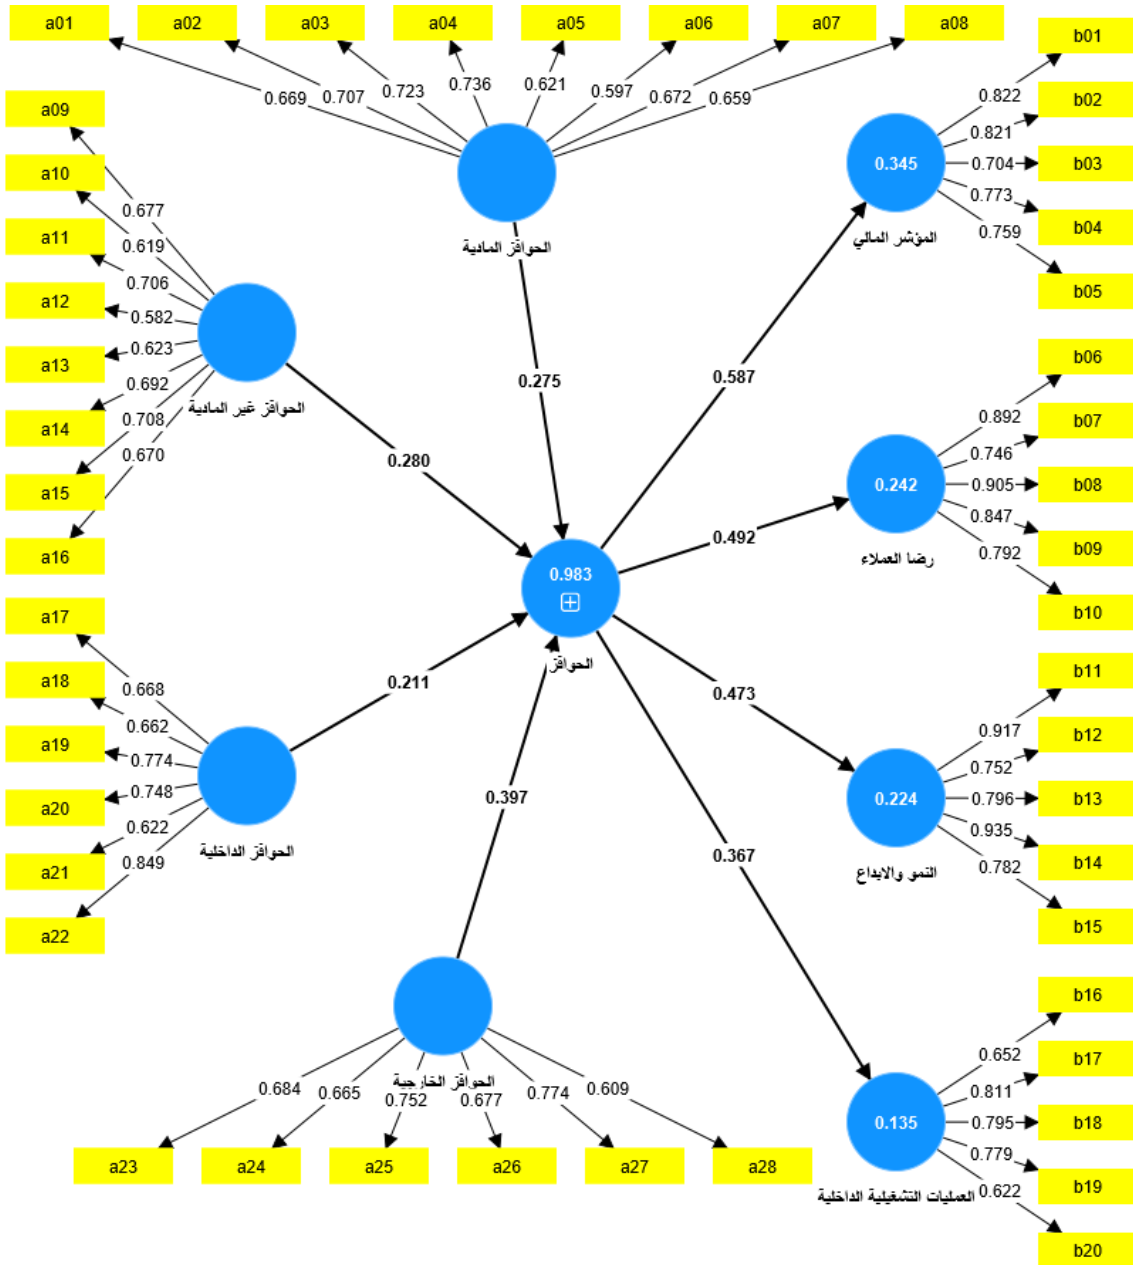 a01
a02
a03
a04
a05
a06
a07
a08
0.669
0.707
0.723
0.736
0.621
0.597
0.672
0.659
الحوافز المادية
a09
a10
a11
a12
a13
a14
a15
a16
0.677
0.619
0.706
0.582
0.623
0.692
0.708
0.670
الحوافز غير المادية
a17
a18
a19
a20
a21
a22
0.668
0.662
0.774
0.748
0.622
0.849
الحوافز الداخلية
الحوافز الخارجية
0.684
0.665
0.752
0.677
0.774
0.609
a23
a24
a25
a26
a27
a28
0.275
0.280
0.211
0.397
0.983
الحوافز
0.587
0.492
0.473
0.367
0.345
المؤشر المالي
0.822
0.821
0.704
0.773
0.759
b01
b02
b03
b04
b05
0.242
رضا العملاء
0.892
0.746
0.905
0.847
0.792
b06
b07
b08
b09
b10
0.224
النمو والابداع
0.917
0.752
0.796
0.935
0.782
b11
b12
b13
b14
b15
0.135
العمليات التشغيلية الداخلية
0.652
0.811
0.795
0.779
0.622
b16
b17
b18
b19
b20